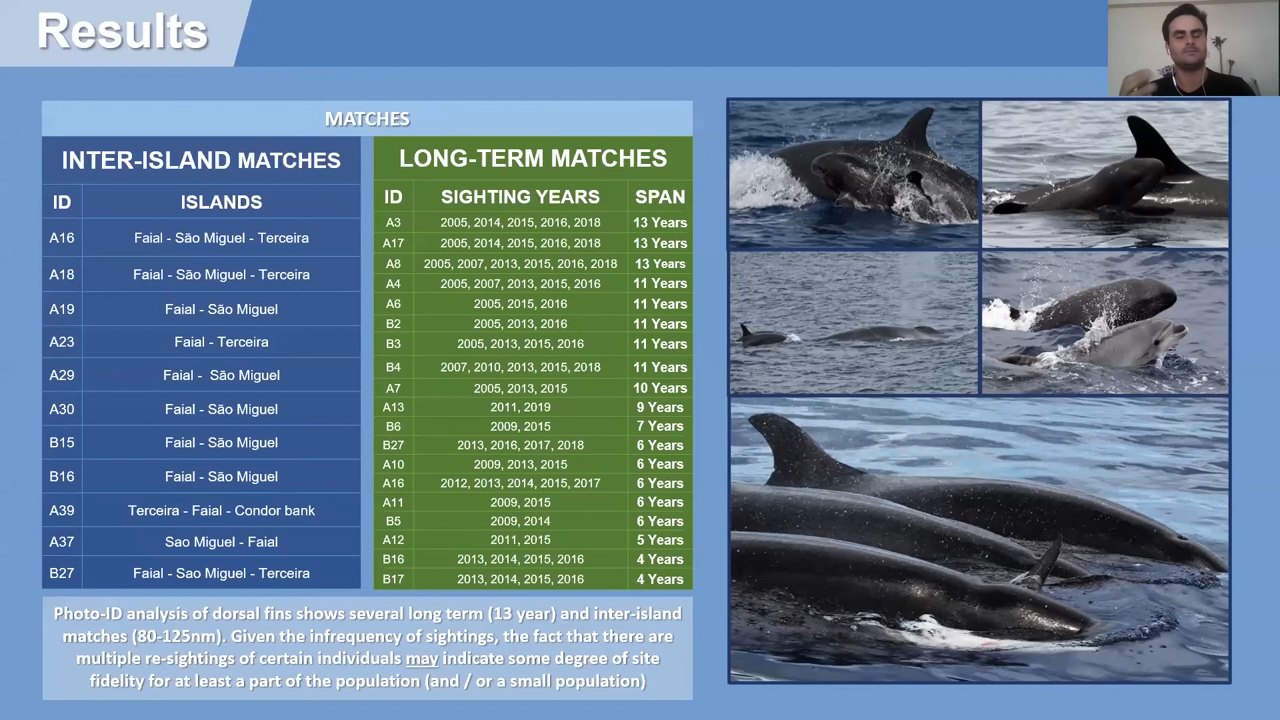 Results
MATCHES
INTER-ISLAND MATCHES
ID ISLANDS
A16 Faial - São Miguel - Terceira
A18 Faial - São Miguel - Terceira
A19 Faial - São Miguel
A23 Faial - Terceira
A29 Faial - São Miguel
A30 Faial - São Miguel
B15 Faial - São Miguel
B16 Faial - São Miguel
A39 Terceira - Faial - Condor bank
A37 Sao Miguel - Faial
B27 Faial - Sao Miguel - Terceira
LONG-TERM MATCHES
ID SIGHTING YEARS SPAN
A3 2005, 2014, 2015, 2016, 2018 13 Years
A17 2005, 2014, 2015, 2016, 2018 13 Years
A8 2005, 2007, 2013, 2015, 2016, 2018 13 Years
A4 2005, 2007, 2013, 2015, 2016 11 Years
A6 2005, 2015, 2016 11 Years
B2 2005, 2013, 2016 11 Years
B3 2005, 2013, 2015, 2016 11 Years
B4 2007, 2010, 2013, 2015, 2018 11 Years
A7 2005, 2013, 2015 10 Years
A13 2011, 2019 9 Years
B6 2009, 2015 7 Years
B27 2013, 2016, 2017, 2018 6 Years
A10 2009, 2013, 2015 6 Years
A16 2012, 2013, 2014, 2015, 2017 6 Years
A11 2009, 2015 6 Years
B5 2009, 2014 6 Years
A12 2011, 2015 5 Years
B16 2013, 2014, 2015, 2016 4 Years
B17 2013, 2014, 2015, 2016 4 Years
Photo-ID analysis of dorsal fins shows several long term (13 year) and inter-island
matches (80-125nm). Given the infrequency of sightings, the fact that there are
multiple re-sightings of certain individuals may indicate some degree of site
fidelity for at least a part of the population (and / or a small population)